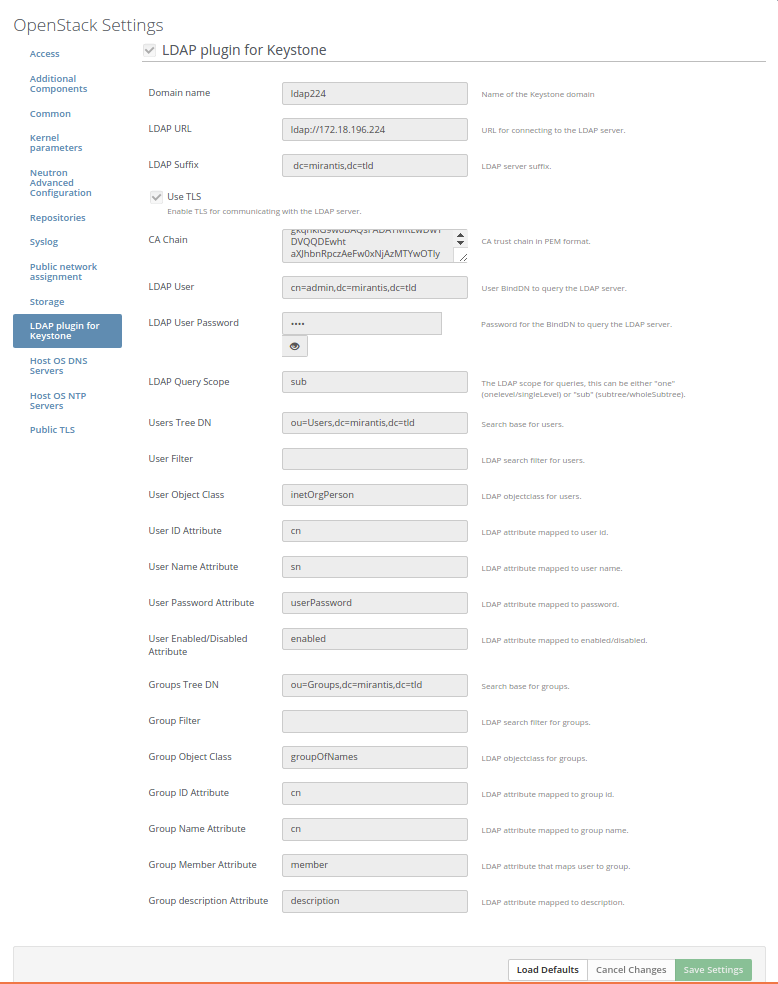 OpenStack Settings
Access
Additional
Components
Common
Kernel
parameters
Neutron
Advanced
Configuration
Repositories
Syslog
Public network
assignment
Storage
LDAP plugin for
Keystone
Host OS DNS
Servers
Host OS NTP
Servers
Public TLS
LDAP plugin for Keystone
Domain name
ldap224
Name of the Keystone domain
LDAP URL
ldap://172.18.196.224
URL for connecting to the LDAP server.
LDAP Suffix
dc=mirantis,dc=tld
LDAP server suffix.
Use TLS
Enable TLS for communicating with the LDAP server.
CA Chain
DVQQDEwht
aXJhbnRpczAeFw0xNjAzMTYwOTIy
CA trust chain in PEM format.
LDAP User
cn=admin,dc=mirantis,dc=tld
User BindDN to query the LDAP server.
LDAP User Password
••••
Password for the BindDN to query the LDAP server.
LDAP Query Scope
sub
The LDAP scope for queries, this can be either "one"
(onelevel/singleLevel) or "sub" (subtree/wholeSubtree).
Users Tree DN
ou=Users,dc=mirantis,dc=tld
Search base for users.
User Filter
LDAP search filter for users.
User Object Class
inetOrgPerson
LDAP objectclass for users.
User ID Attribute
cn
LDAP attribute mapped to user id.
User Name Attribute
sn
LDAP attribute mapped to user name.
User Password Attribute
userPassword
LDAP attribute mapped to password.
User Enabled/Disabled
Attribute
enabled
LDAP attribute mapped to enabled/disabled.
Groups Tree DN
ou=Groups,dc=mirantis,dc=tld
Search base for groups.
Group Filter
LDAP search filter for groups.
Group Object Class
groupOfNames
LDAP objectclass for groups.
Group ID Attribute
cn
LDAP attribute mapped to group id.
Group Name Attribute
cn
LDAP attribute mapped to group name.
Group Member Attribute
member
LDAP attribute that maps user to group.
Group description Attribute
description
LDAP attribute mapped to description.
Load Defaults
Cancel Changes
Save Settings